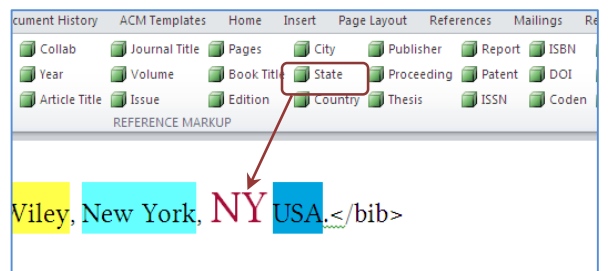 cument History ACM Templates Home Insert Page Layout References Mailings Re
Collab Journal Title Pages City Publisher Report ISBN
Year Volume Book Title State Proceeding Patent DOI
Article Title Issue Edition Country Thesis ISSN Coden
REFERENCE MARKUP
Viley, New York, NY USA.</bib>